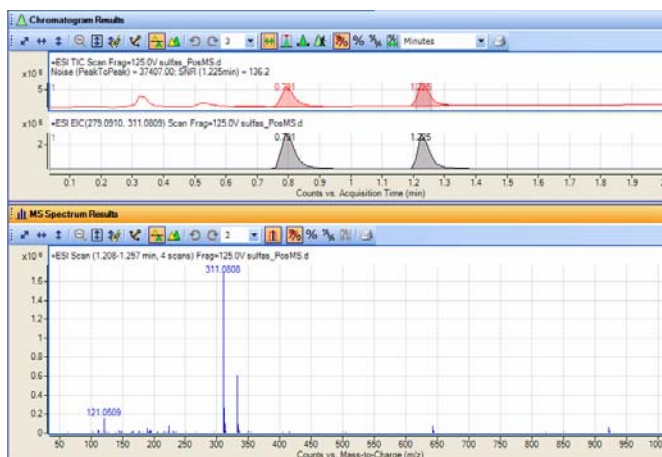 Chromatogram Results
3 Minutes
+ESI TIC Scan Frag=125.0V sulfas_PosMS.d
Noise (PeakToPeak) = 37407.00; SNR (1.225min) = 136.2
x10 6
1
5
0.791 1.225
+ESI EIC(279.0910, 311.0809) Scan Frag=125.0V sulfas_PosMS.d
x10 6
1
2
0.791 1.225
0.1 0.2 0.3 0.4 0.5 0.6 0.7 0.8 0.9 1 1.1 1.2 1.3 1.4 1.5 1.6 1.7 1.8 1.9
Counts vs. Acquisition Time (min)
MS Spectrum Results
2
+ESI Scan (1.208-1.257 min, 4 scans) Frag=125.0V sulfas_PosMS.d
x10 6
311.0808
1.6
1.4
1.2
1
0.8
0.6
0.4
0.2
121.0509
0
50 100 150 200 250 300 350 400 450 500 550 600 650 700 750 800 850 900 950
Counts vs. Mass-to-Charge (m/z)